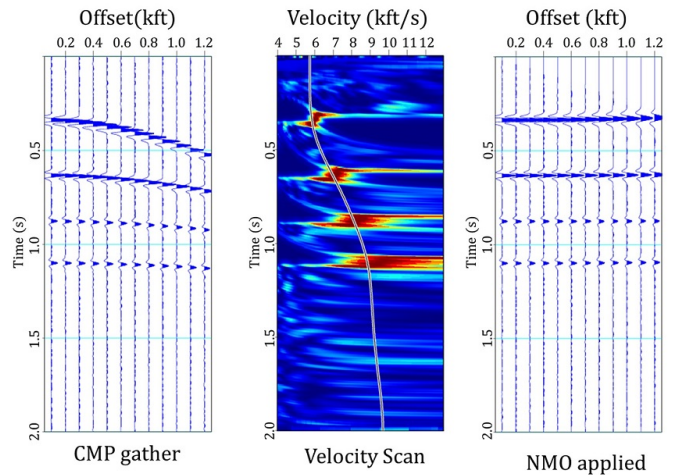 Offset(kft)
0.2 0.4 0.6 0.8 1.0 1.2
Time (s)
0.5
1.0
1.5
2.0
CMP gather
Velocity (kft/s)
4 5 6 7 8 9 10 11 12
Time (s)
0.5
1.0
1.5
2.0
Velocity Scan
Offset (kft)
0.2 0.4 0.6 0.8 1.0 1.2
Time (s)
0.5
1.0
1.5
2.0
NMO applied